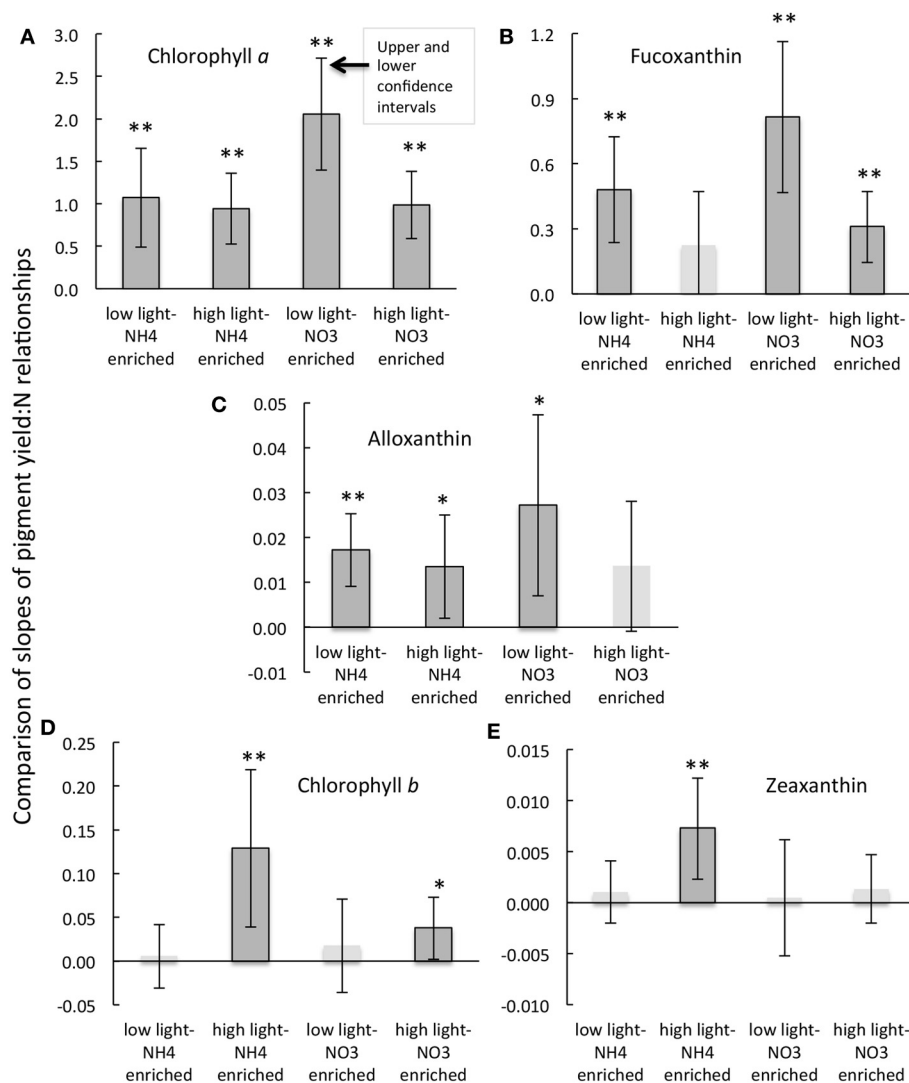 Comparison of slopes of pigment yield:N relationships
A
Chlorophyll a
3.0
2.5
2.0
1.5
1.0
0.5
0.0
**
**
**
**
Upper and
lower
confidence
intervals
low light-
NH4
enriched
high light-
NH4
enriched
low light-
NO3
enriched
high light-
NO3
enriched
B
Fucoxanthin
1.2
0.9
0.6
0.3
0.0
**
**
**
low light-
NH4
enriched
high light-
NH4
enriched
low light-
NO3
enriched
high light-
NO3
enriched
C
Alloxanthin
0.05
0.04
0.03
0.02
0.01
0.00
-0.01
**
*
*
low light-
NH4
enriched
high light-
NH4
enriched
low light-
NO3
enriched
high light-
NO3
enriched
D
Chlorophyll b
0.25
0.20
0.15
0.10
0.05
0.00
-0.05
**
*
low light-
NH4
enriched
high light-
NH4
enriched
low light-
NO3
enriched
high light-
NO3
enriched
E
Zeaxanthin
0.015
0.010
0.005
0.000
-0.005
-0.010
**
low light-
NH4
enriched
high light-
NH4
enriched
low light-
NO3
enriched
high light-
NO3
enriched